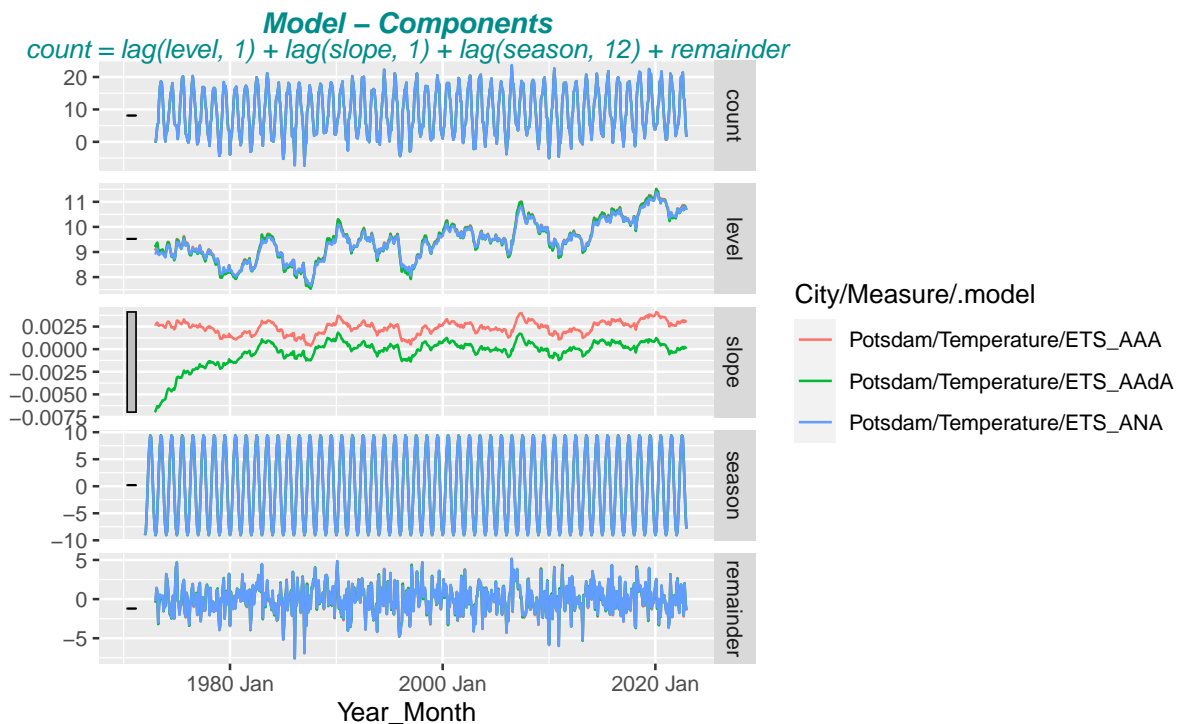 Model – Components
count = lag(level, 1) + lag(slope, 1) + lag(season, 12) + remainder
20
10
0
count
11
10
9
8
level
0.0025
0.0000
−0.0025
−0.0050
−0.0075
slope
10
5
0
−5
−10
season
5
0
−5
remainder
1980 Jan
2000 Jan
2020 Jan
Year_Month
City/Measure/.model
Potsdam/Temperature/ETS_AAA
Potsdam/Temperature/ETS_AAdA
Potsdam/Temperature/ETS_ANA